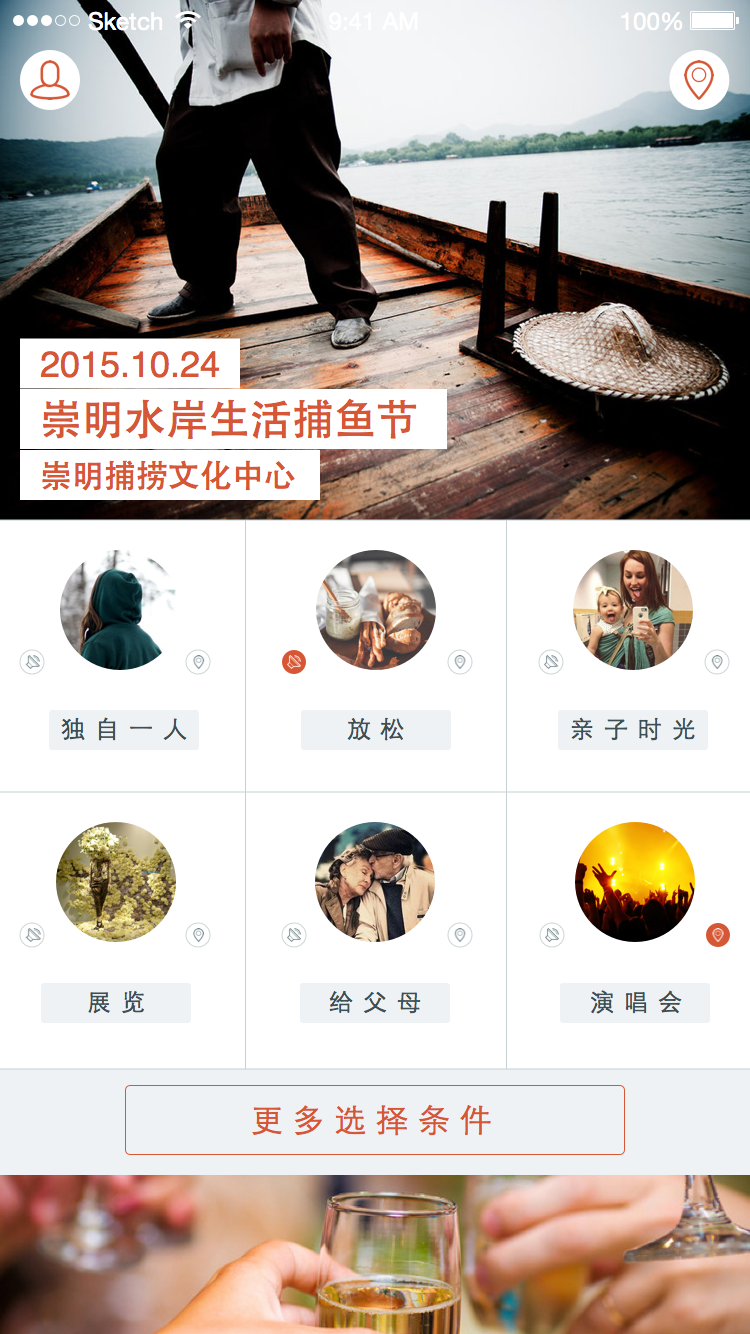 Sketch 9:41 AM 100%
2015.10.24
崇明水岸生活捕鱼节
崇明捕捞文化中心
独自一人 放松 亲子时光
展览 给父母 演唱会
更多选择条件